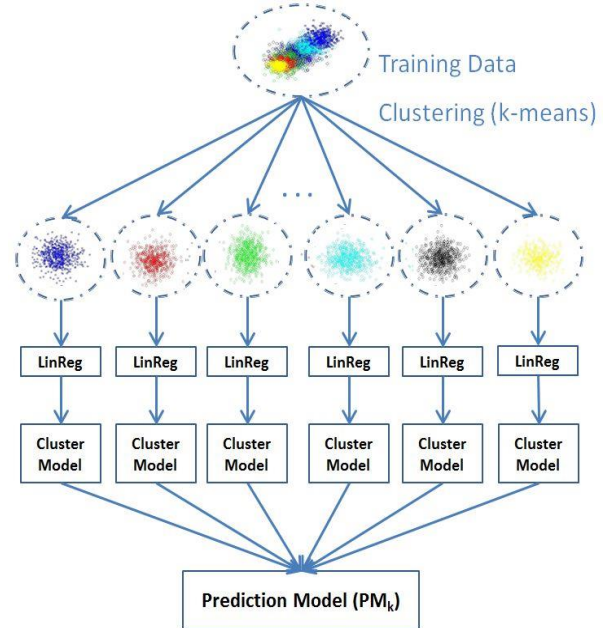 Training Data
Clustering (k-means)
...
LinReg LinReg LinReg LinReg LinReg LinReg
Cluster Model Cluster Model Cluster Model Cluster Model Cluster Model Cluster Model
Prediction Model (PMk)